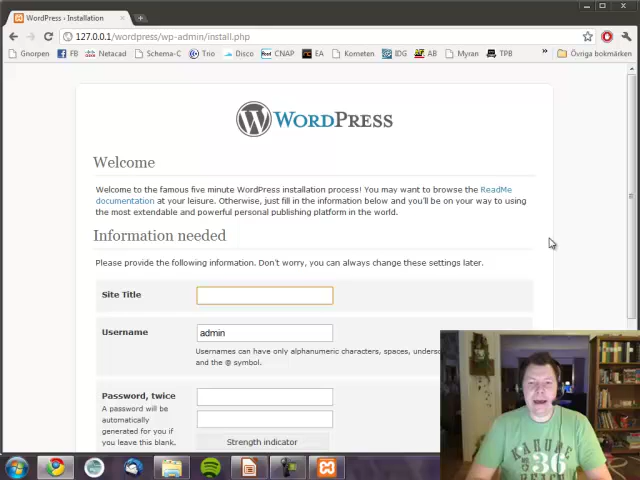 WordPress › Installation
127.0.0.1/wordpress/wp-admin/install.php
Gnorpen F.B! Netacad Schema-C Trio Disco CNAP EA Kometen IDG AB Myran TPB » Övriga bokmärken
WORDPRESS
Welcome
Welcome to the famous five minute WordPress installation process! You may want to browse the ReadMe
documentation at your leisure. Otherwise, just fill in the information below and you'll be on your way to using
the most extendable and powerful personal publishing platform in the world.
Information needed
Please provide the following information. Don't worry, you can always change these settings later.
Site Title
Username admin
Usernames can have only alphanumeric characters, spaces, undersco
and the @ symbol.
Password, twice
A password will be
automatically
generated for you if
you leave this blank.
Strength indicator
KAHUNE
36